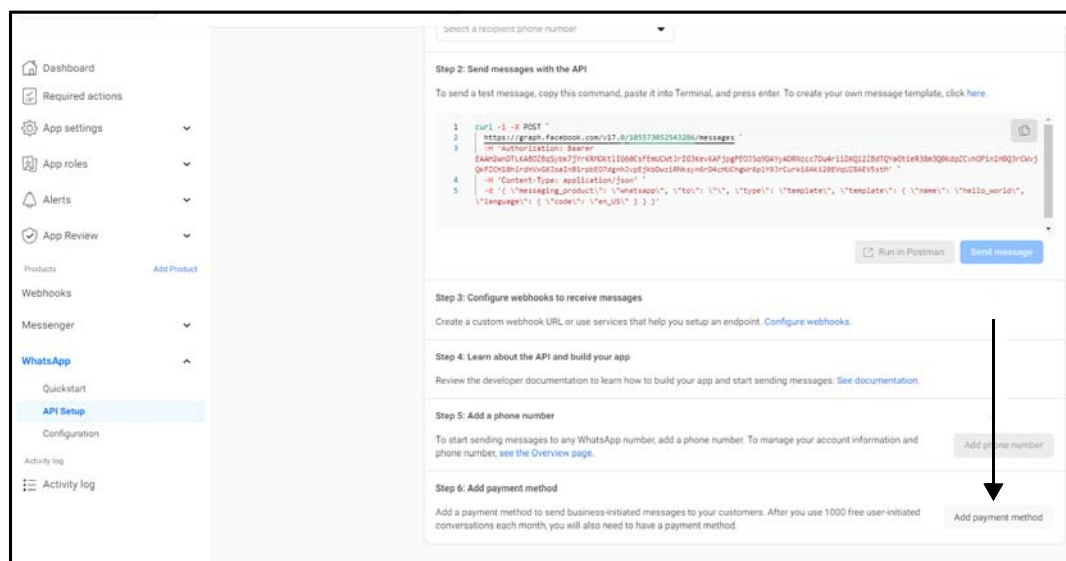 Select a recipient phone number
Dashboard
Required actions
App settings
App roles
Alerts
App Review
Products Add Product
Webhooks
Messenger
WhatsApp
Quickstart
API Setup
Configuration
Activity log
Activity log
Step 2: Send messages with the API
To send a test message, copy this command, paste it into Terminal, and press enter. To create your own message template, click here.
1 curl -i -X POST `
2 https://graph.facebook.com/v17.0/105573052543286/messages `
3 -H 'Authorization: Bearer
4 -H 'Content-Type: application/json' `
5 -d '{ \"messaging_product\": \"whatsapp\", \"to\": \"\", \"type\": \"template\", \"template\": { \"name\": \"hello_world\",
\"language\": { \"code\": \"en_US\" } } }'
Run in Postman Send message
Step 3: Configure webhooks to receive messages
Create a custom webhook URL or use services that help you setup an endpoint. Configure webhooks.
Step 4: Learn about the API and build your app
Review the developer documentation to learn how to build your app and start sending messages. See documentation.
Step 5: Add a phone number
To start sending messages to any WhatsApp number, add a phone number. To manage your account information and
phone number, see the Overview page.
Add phone number
Step 6: Add payment method
Add a payment method to send business-initiated messages to your customers. After you use 1000 free user-initiated
conversations each month, you will also need to have a payment method.
Add payment method